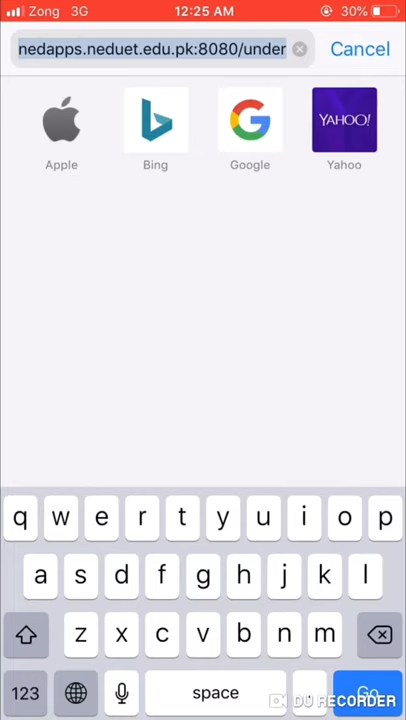 Zong 3G 12:25 AM 30%
nedapps.neduet.edu.pk:8080/under Cancel
YAHOO!
Apple Bing Google Yahoo
q w e r t y u i o p
a s d f g h j k l
z x c v b n m
123 space . Go
DU RECORDER